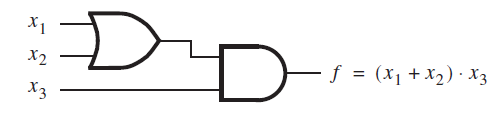 x₁
x₂
x₃
f = (x₁ + x₂) · x₃